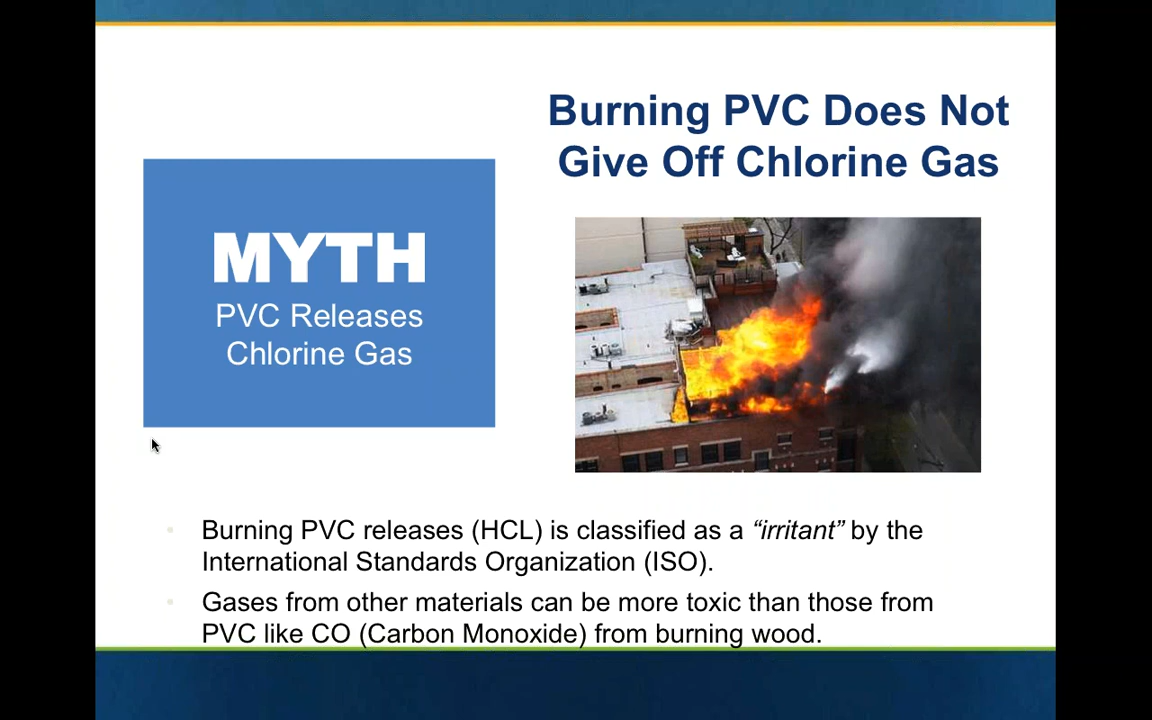 Burning PVC Does Not
Give Off Chlorine Gas
MYTH
PVC Releases
Chlorine Gas
• Burning PVC releases (HCL) is classified as a “irritant” by the
International Standards Organization (ISO).
• Gases from other materials can be more toxic than those from
PVC like CO (Carbon Monoxide) from burning wood.